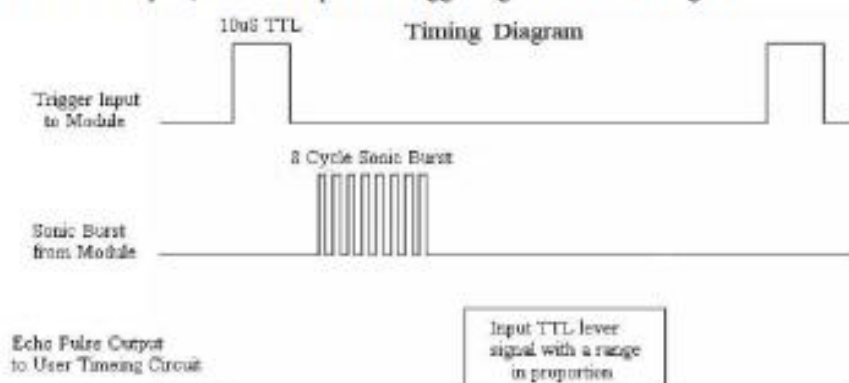 10uS TTL
Timing Diagram
Trigger Input
to Module
8 Cycle Sonic Burst
Sonic Burst
from Module
Input TTL lever
signal with a range
in proportion
Echo Pulse Output
to User Timeing Circuit